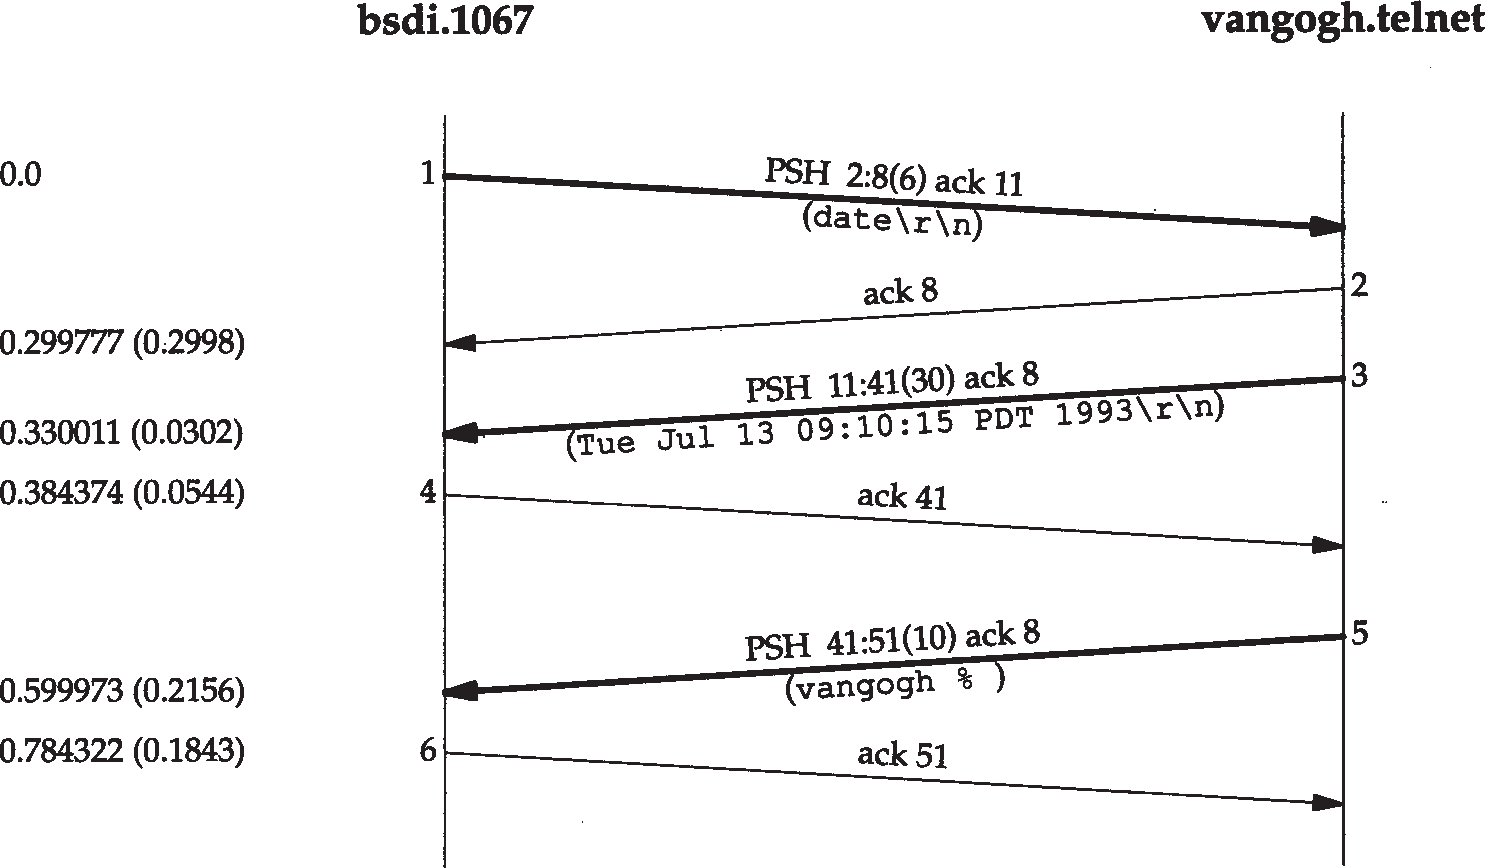 bsdi.1067 vangogh.telnet
0.0 1 PSH 2:8(6) ack 11
(date\r\n)
ack 8 2
0.299777 (0.2998)
PSH 11:41(30) ack 8 3
0.330011 (0.0302) (Tue Jul 13 09:10:15 PDT 1993\r\n)
0.384374 (0.0544) 4 ack 41
PSH 41:51(10) ack 8 5
0.599973 (0.2156) (vangogh % )
0.784322 (0.1843) 6 ack 51